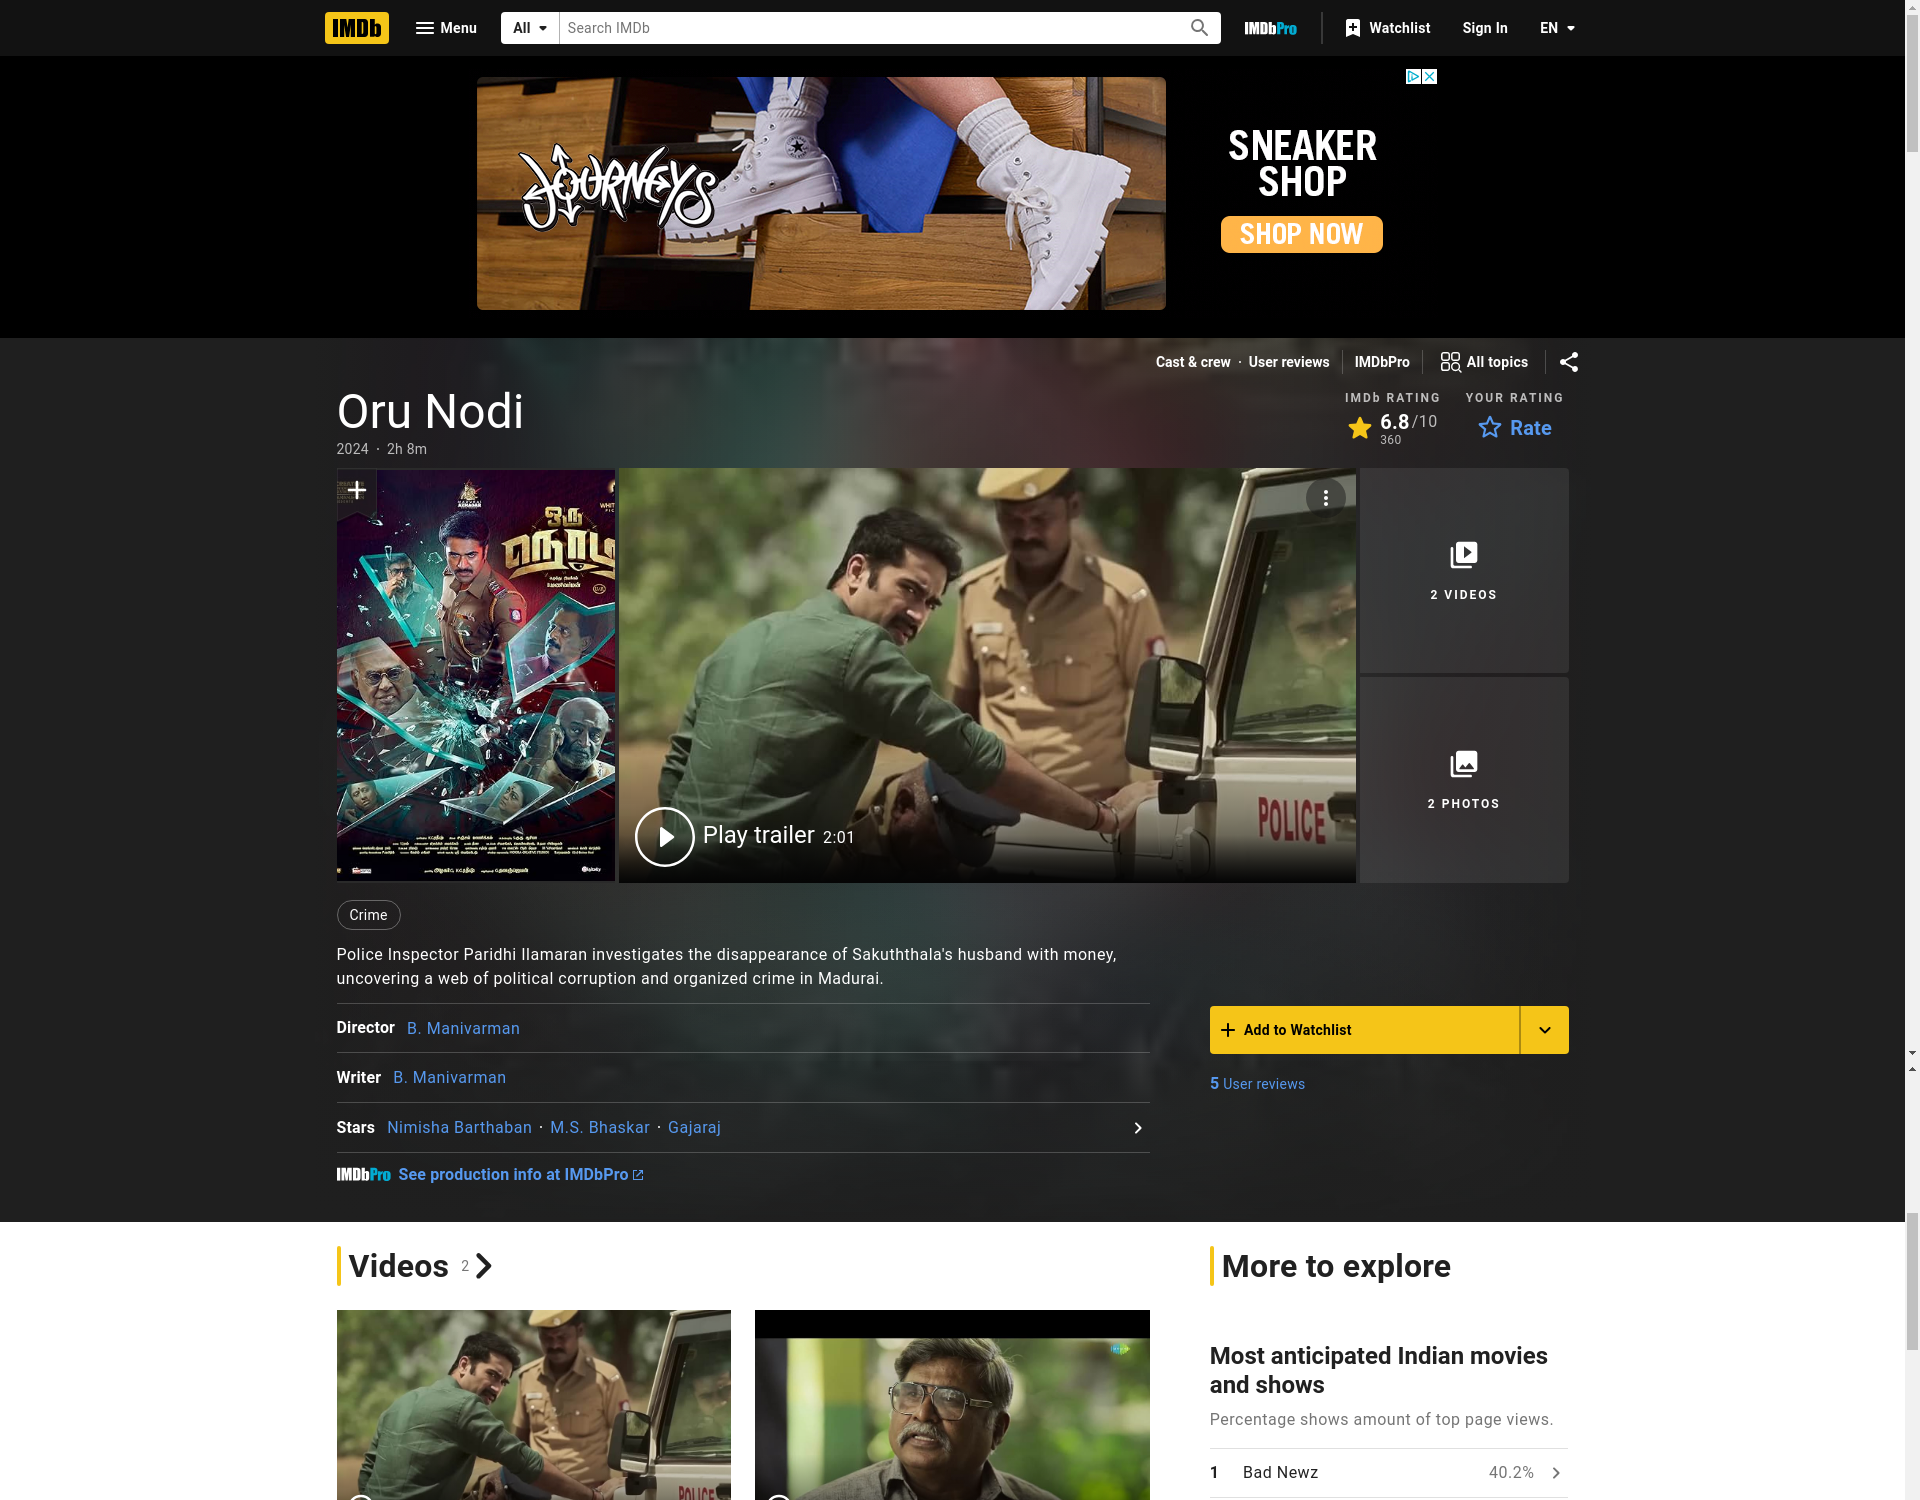 IMDb
Menu
All
Search IMDb
IMDbPro
Watchlist
Sign In
EN
JOURNEYS
SNEAKER
SHOP
SHOP NOW
Cast & crew · User reviews
IMDbPro
All topics
Oru Nodi
2024 · 2h 8m
IMDb RATING
6.8/10
360
YOUR RATING
Rate
ஒரு
நொடி
Play trailer 2:01
POLICE
2 VIDEOS
2 PHOTOS
Crime
Police Inspector Paridhi Ilamaran investigates the disappearance of Sakuththala's husband with money,
uncovering a web of political corruption and organized crime in Madurai.
Director B. Manivarman
Writer B. Manivarman
Stars Nimisha Barthaban · M.S. Bhaskar · Gajaraj
IMDbPro See production info at IMDbPro
Add to Watchlist
5 User reviews
Videos 2
POLICE
More to explore
Most anticipated Indian movies
and shows
Percentage shows amount of top page views.
1 Bad Newz 40.2%